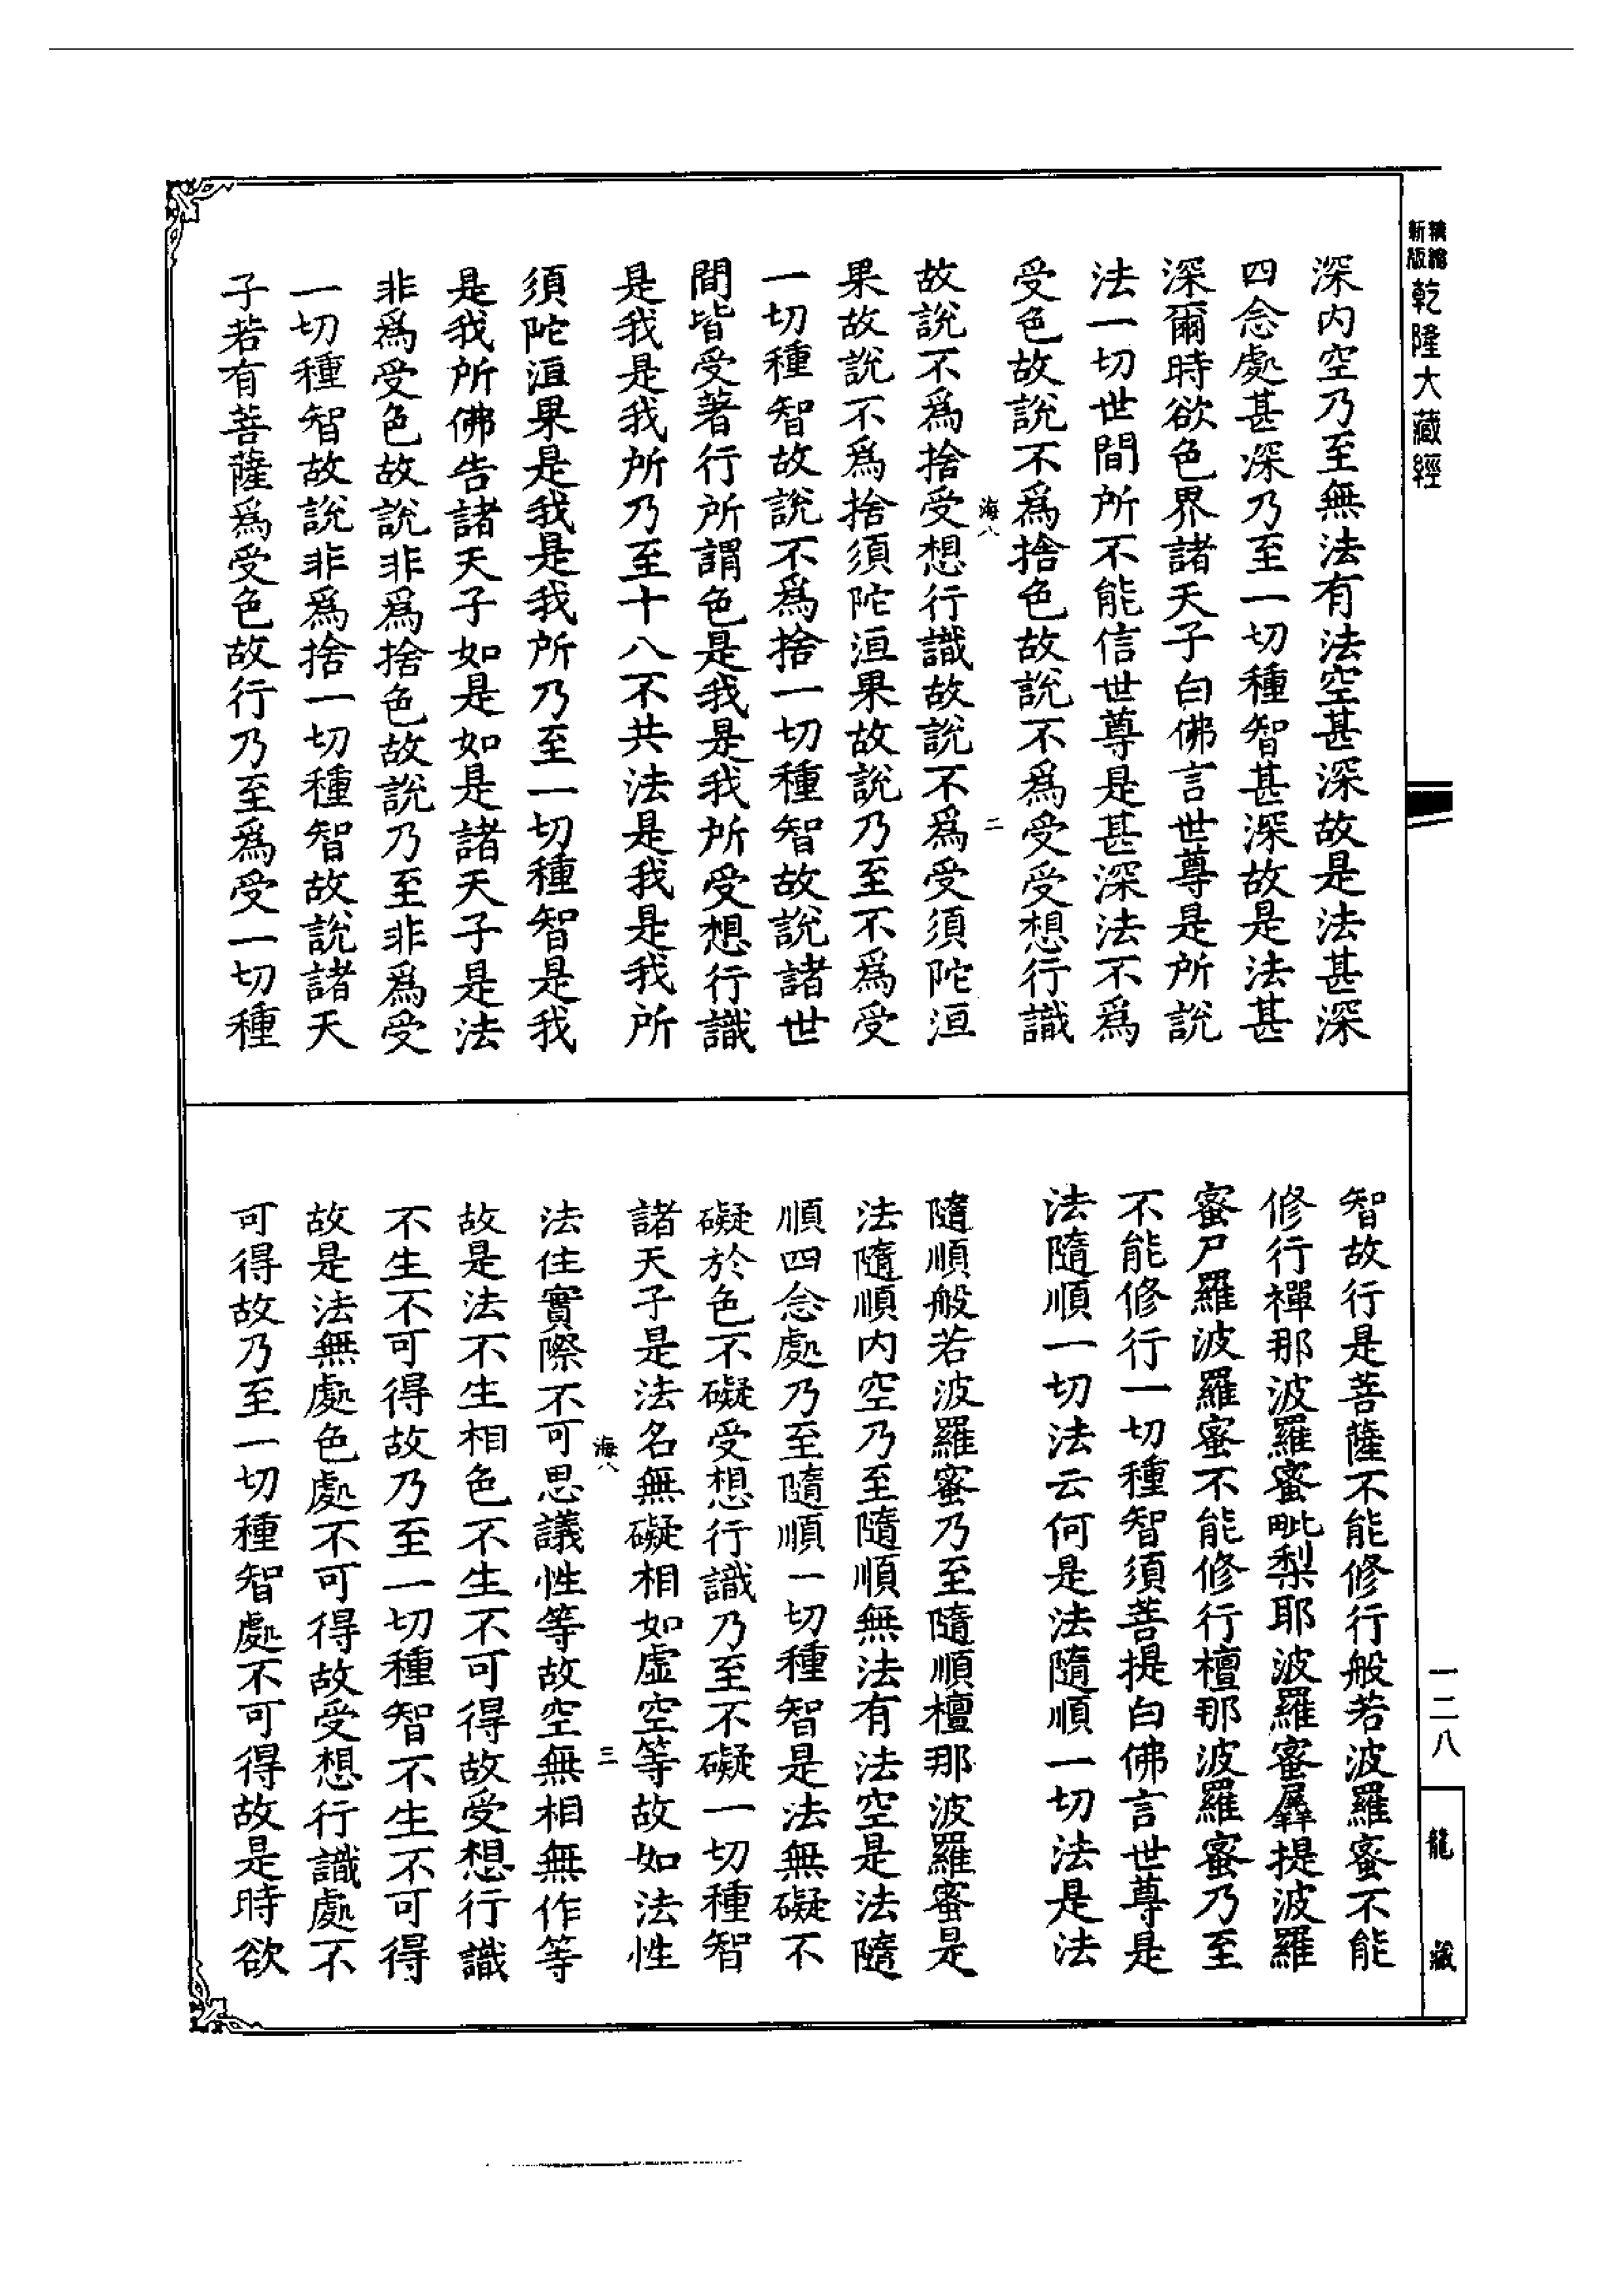 精縮
新版
乾隆大藏經
深内空乃至無法有法空甚深故是法甚深
四念處甚深乃至一切種智甚深故是法甚
深爾時欲色界諸天子白佛言世尊是所說
法一切世間所不能信世尊是甚深法不爲
受色故說不爲捨色故說不爲受受想行識
海八
二
故說不爲捨受想行識故說不爲受須陀洹
果故說不爲捨須陀洹果故說乃至不爲受
一切種智故說不爲捨一切種智故說諸世
間皆受著行所謂色是我是我所受想行識
是我是我所乃至十八不共法是我是我所
須陀洹果是我是我所乃至一切種智是我
是我所佛告諸天子如是如是諸天子是法
非爲受色故說非爲捨色故說乃至非爲受
一切種智故說非爲捨一切種智故說諸天
子若有菩薩爲受色故行乃至爲受一切種
智故行是菩薩不能修行般若波羅蜜不能
修行禪那波羅蜜毗梨耶波羅蜜羼提波羅
蜜尸羅波羅蜜不能修行檀那波羅蜜乃至
不能修行一切種智須菩提白佛言世尊是
法隨順一切法云何是法隨順一切法是法
隨順般若波羅蜜乃至隨順檀那波羅蜜是
法隨順内空乃至隨順無法有法空是法隨
順四念處乃至隨順一切種智是法無礙不
礙於色不礙受想行識乃至不礙一切種智
諸天子是法名無礙相如虛空等故如法性
海八
三
法住實際不可思議性等故空無相無作等
故是法不生相色不生不可得故受想行識
不生不可得故乃至一切種智不生不可得
故是法無處色處不可得故受想行識處不
可得故乃至一切種智處不可得故是時欲
一二八
龍藏